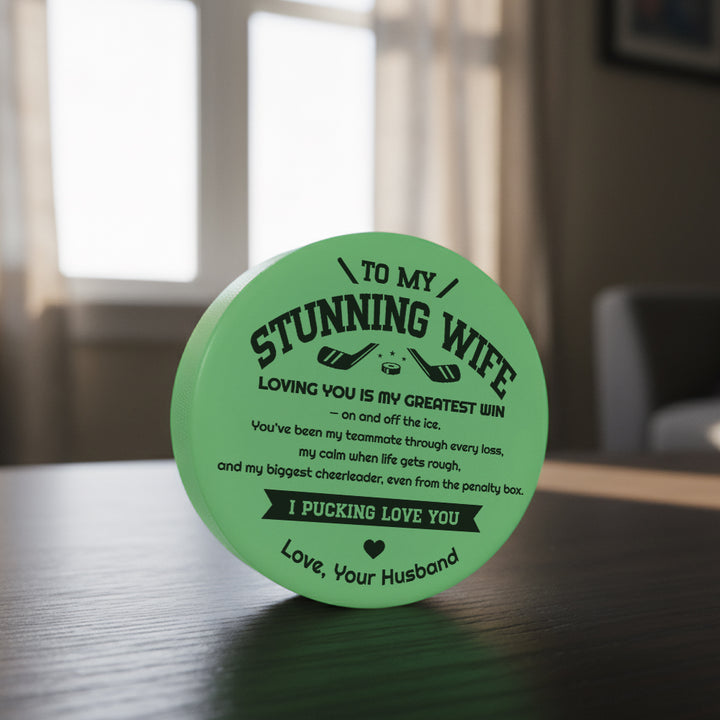 TO MY
STUNNING WIFE
LOVING YOU IS MY GREATEST WIN
– on and off the ice.
You've been my teammate through every loss,
my calm when life gets rough,
and my biggest cheerleader, even from the penalty box.
I PUCKING LOVE YOU
Love, Your Husband